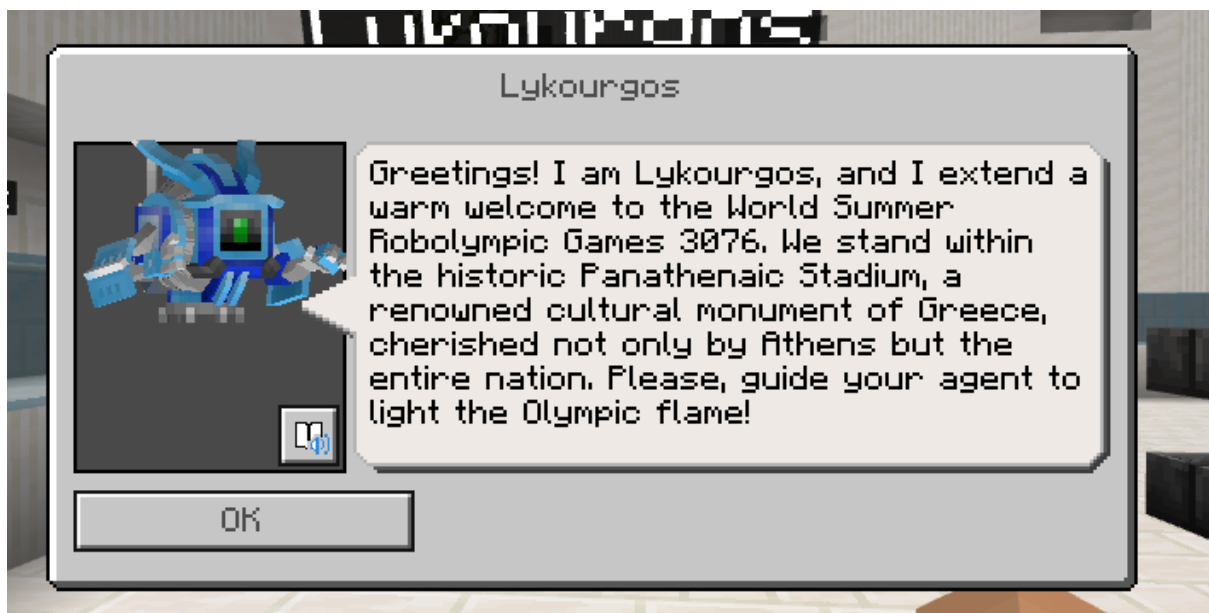 Lykourgos
Lykourgos
Greetings! I am Lykourgos, and I extend a
warm welcome to the World Summer
Robolympic Games 3076. We stand within
the historic Panathenaic Stadium, a
renowned cultural monument of Greece,
cherished not only by Athens but the
entire nation. Please, guide your agent to
light the Olympic flame!
OK